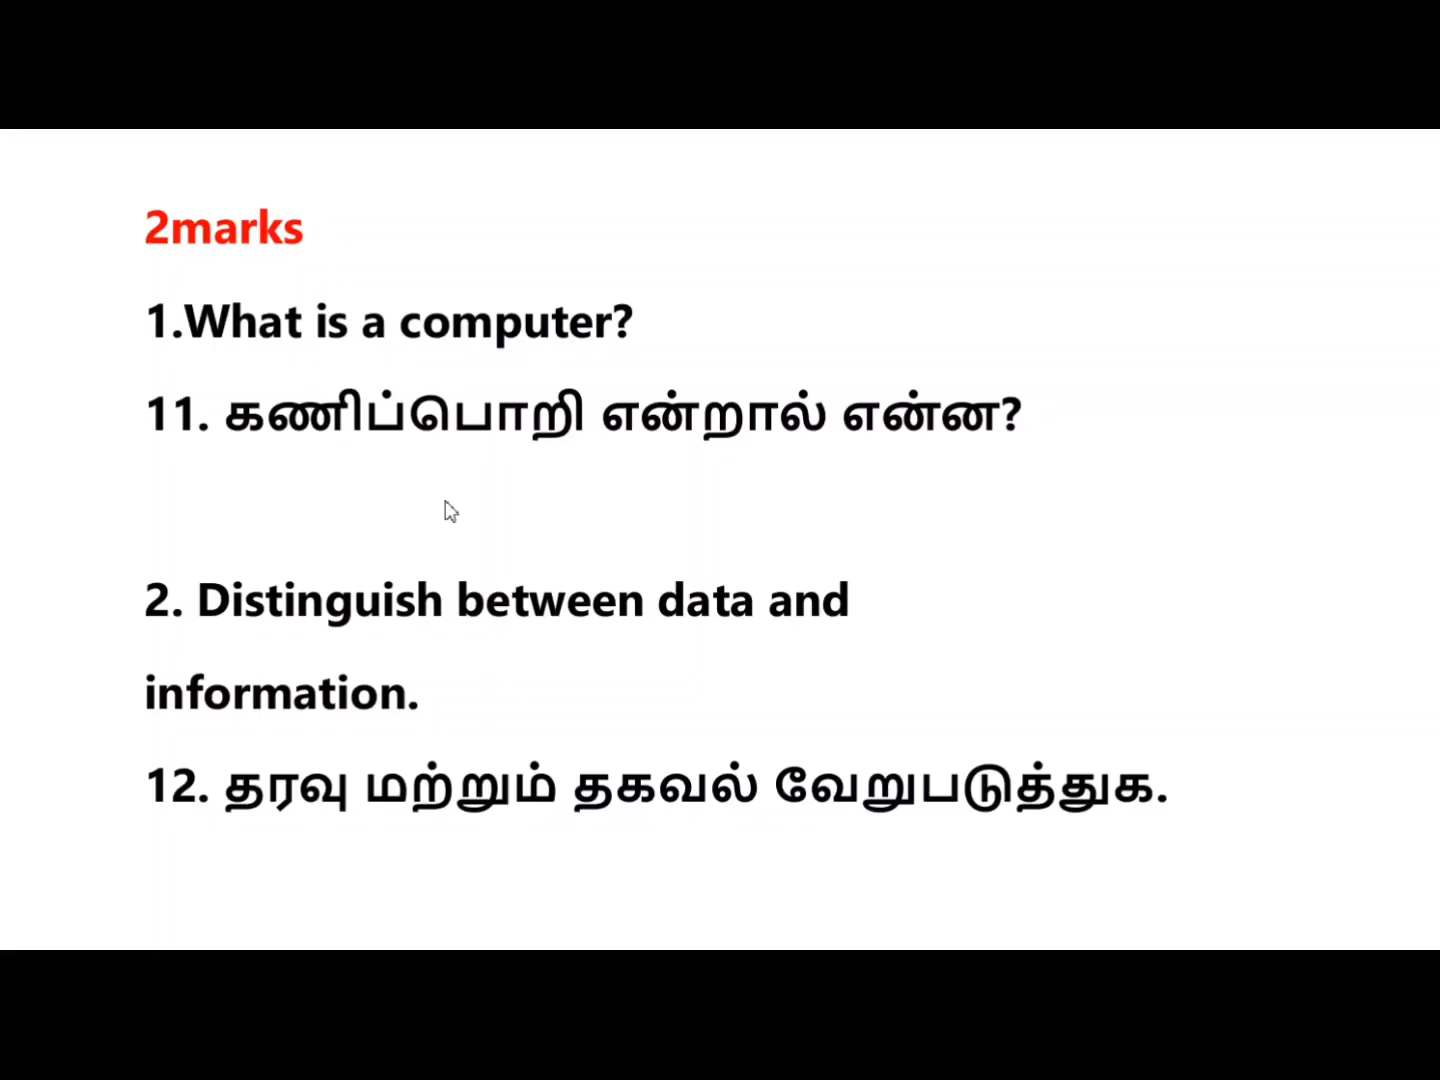 2marks
1.What is a computer?
11. கணிப்பொறி என்றால் என்ன?
2. Distinguish between data and
information.
12. தரவு மற்றும் தகவல் வேறுபடுத்துக.